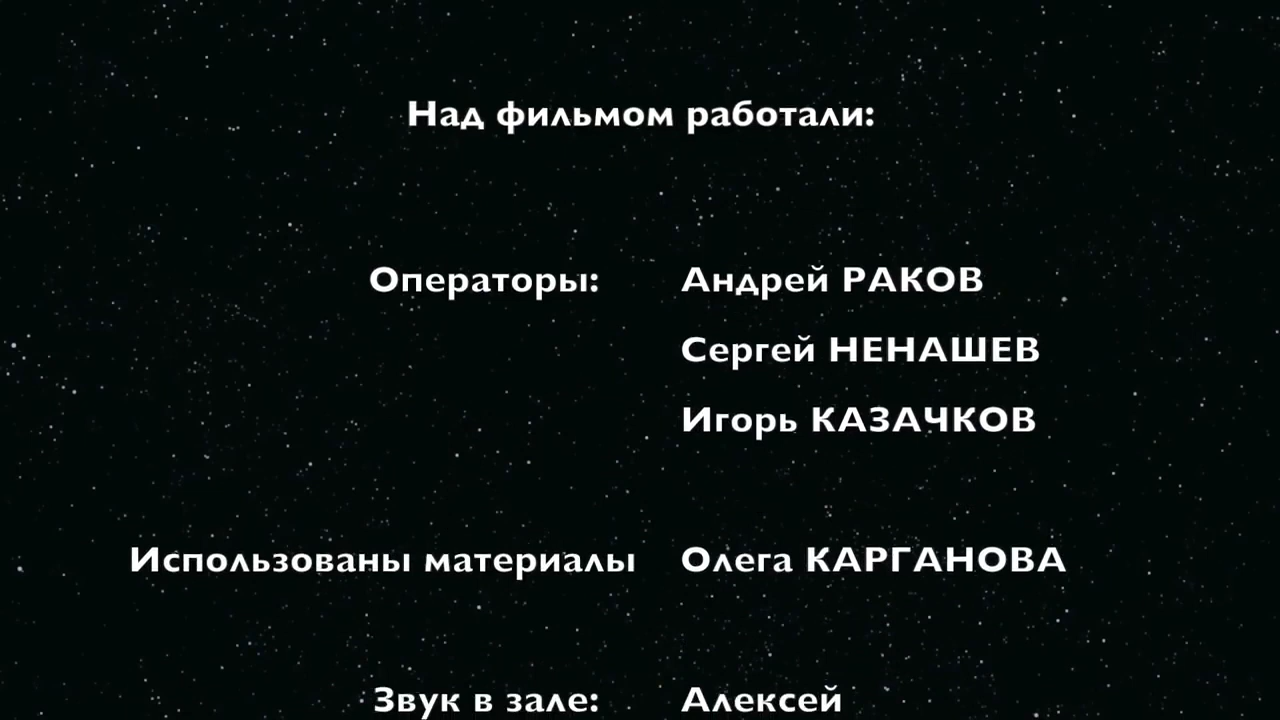 Над фильмом работали:
Операторы: Андрей РАКОВ
Сергей НЕНАШЕВ
Игорь КАЗАЧКОВ
Использованы материалы Олега КАРГАНОВА
Звук в зале: Алексей